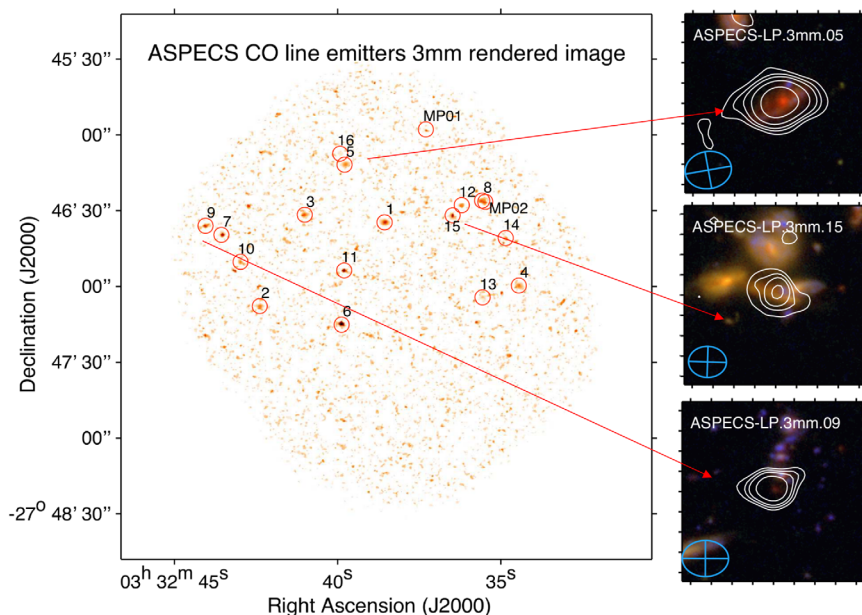 ASPECS CO line emitters 3mm rendered image
Declination (J2000)
45' 30”
00”
46' 30”
00”
47' 30”
00”
-27° 48' 30”
MP01
16
5
12
8
MP02
3
1
15
9
7
14
10
11
4
13
2
6
03ʰ 32ᵐ 45ˢ
40ˢ
35ˢ
Right Ascension (J2000)
ASPECS-LP.3mm.05
ASPECS-LP.3mm.15
ASPECS-LP.3mm.09